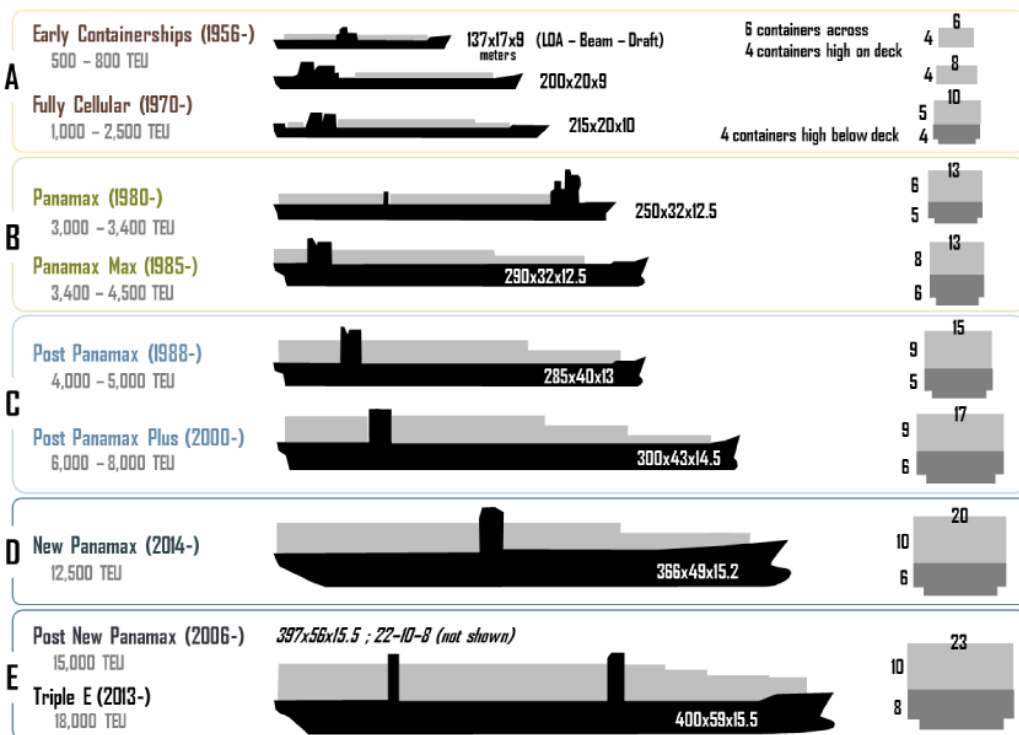 A
Early Containerships (1956-)
500 – 800 TEU
137x17x9 (LOA – Beam – Draft)
meters
6 containers across
4 containers high on deck
6
4
200x20x9
8
4
Fully Cellular (1970-)
1,000 – 2,500 TEU
215x20x10
4 containers high below deck
10
5
4
B
Panamax (1980-)
3,000 – 3,400 TEU
250x32x12.5
13
6
5
Panamax Max (1985-)
3,400 – 4,500 TEU
290x32x12.5
13
8
6
C
Post Panamax (1988-)
4,000 – 5,000 TEU
285x40x13
15
9
5
Post Panamax Plus (2000-)
6,000 – 8,000 TEU
300x43x14.5
17
9
6
D
New Panamax (2014-)
12,500 TEU
366x49x15.2
20
10
6
E
Post New Panamax (2006-)
15,000 TEU
397x56x15.5 ; 22–10–8 (not shown)
Triple E (2013-)
18,000 TEU
400x59x15.5
23
10
8